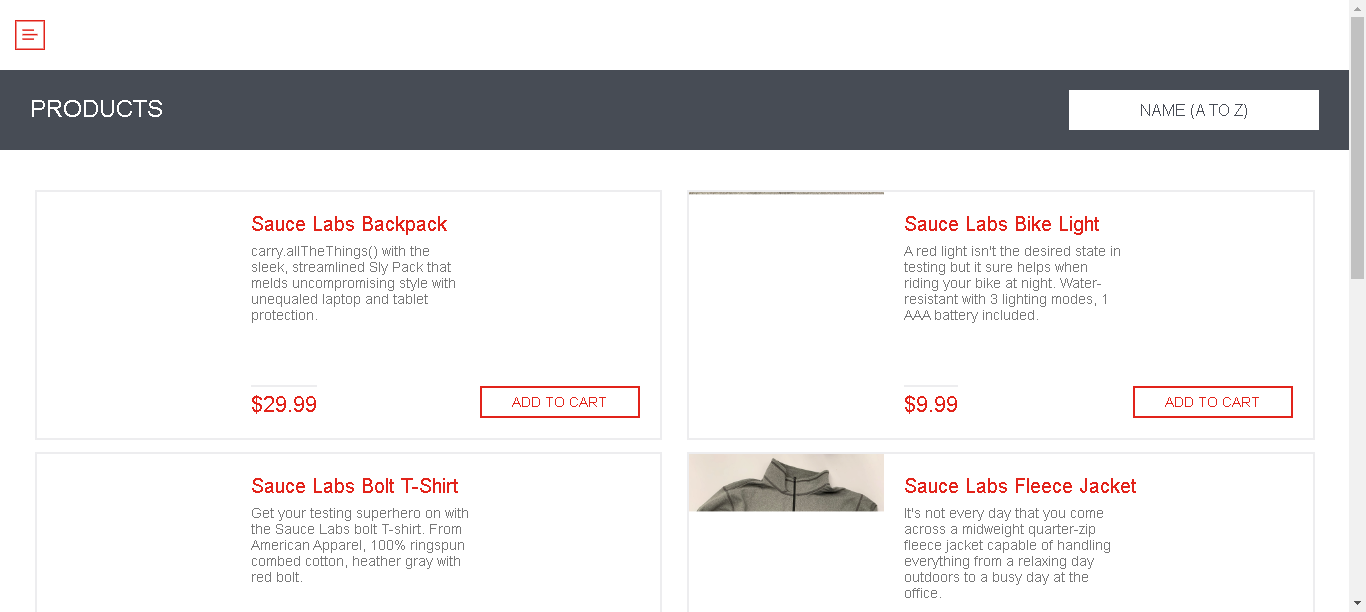 PRODUCTS
NAME (A TO Z)
Sauce Labs Backpack
carry.allTheThings() with the
sleek, streamlined Sly Pack that
melds uncompromising style with
unequaled laptop and tablet
protection.
$29.99
ADD TO CART
Sauce Labs Bike Light
A red light isn't the desired state in
testing but it sure helps when
riding your bike at night. Water-
resistant with 3 lighting modes, 1
AAA battery included.
$9.99
ADD TO CART
Sauce Labs Bolt T-Shirt
Get your testing superhero on with
the Sauce Labs bolt T-shirt. From
American Apparel, 100% ringspun
combed cotton, heather gray with
red bolt.
Sauce Labs Fleece Jacket
It's not every day that you come
across a midweight quarter-zip
fleece jacket capable of handling
everything from a relaxing day
outdoors to a busy day at the
office.